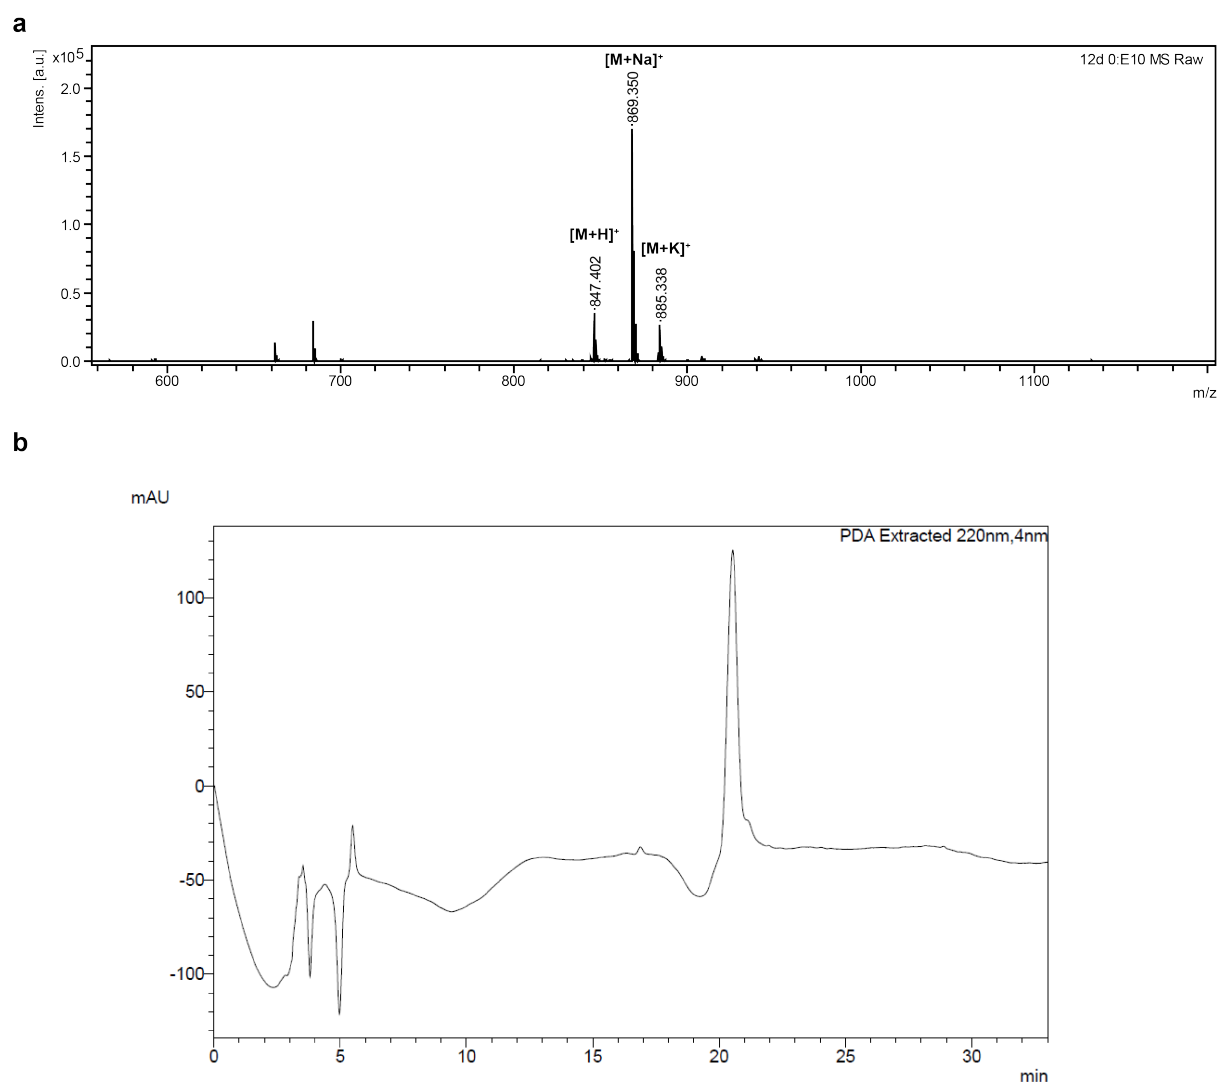 a
Intens. [a.u.]
x10⁵
12d 0:E10 MS Raw
[M+Na]⁺
869.350
[M+H]⁺
847.402
[M+K]⁺
885.338
2.0
1.5
1.0
0.5
0.0
600 700 800 900 1000 1100
m/z
b
mAU
PDA Extracted 220nm,4nm
100
50
0
-50
-100
0 5 10 15 20 25 30
min